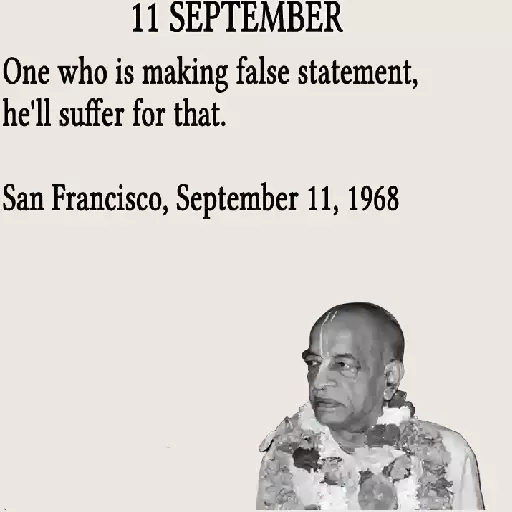 11 SEPTEMBER
One who is making false statement,
he'll suffer for that.
San Francisco, September 11, 1968